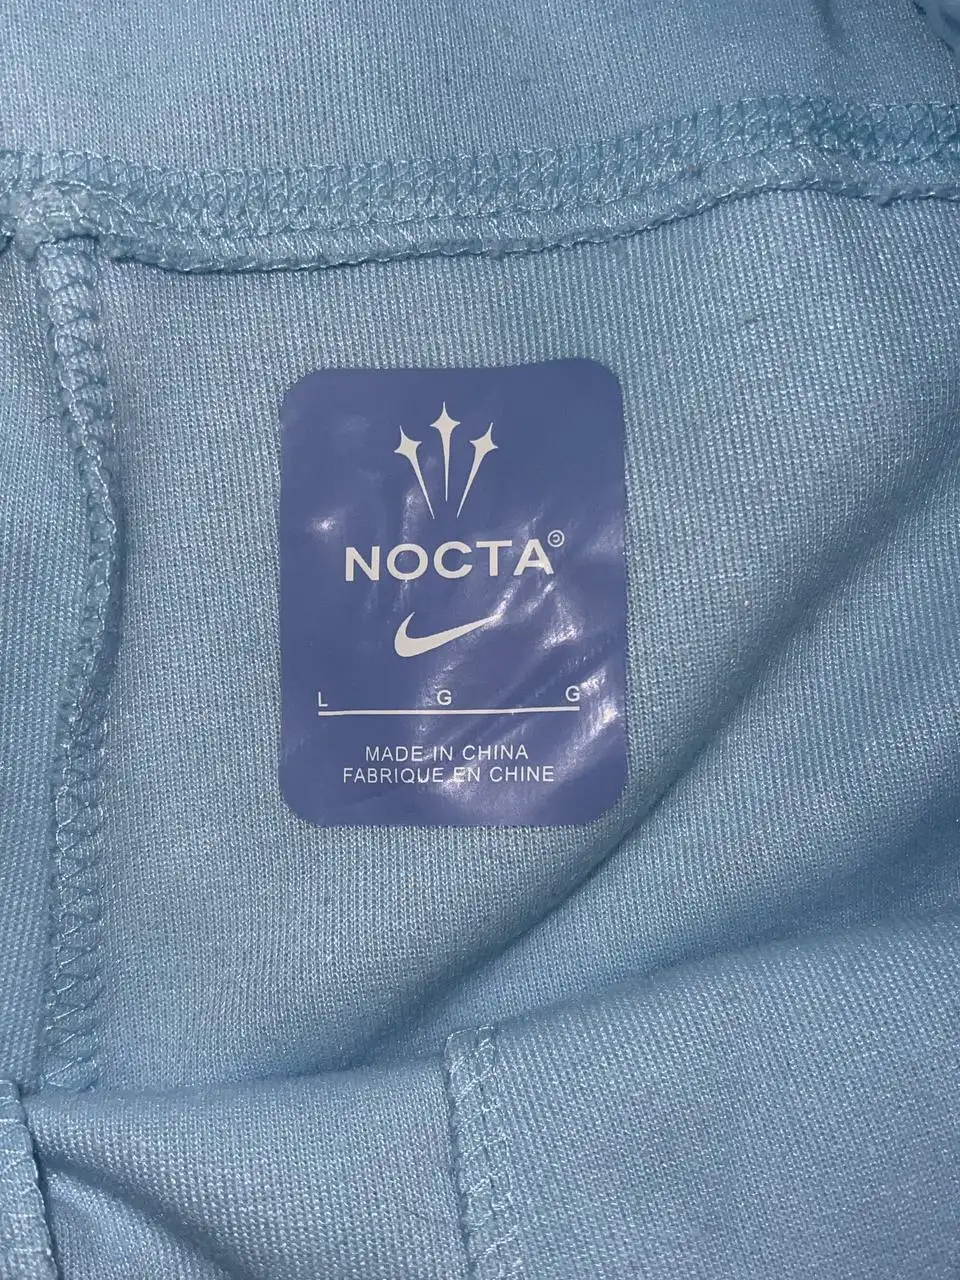 NOCTA©
L G G
MADE IN CHINA
FABRIQUE EN CHINE